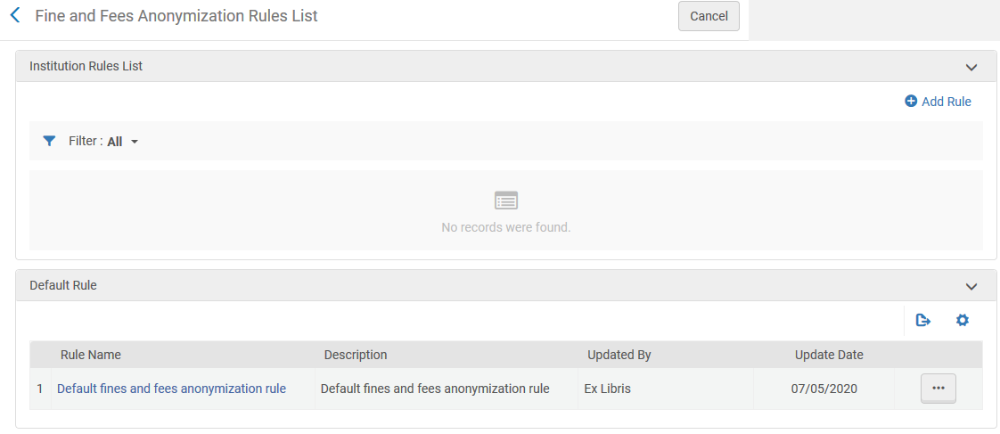 Fine and Fees Anonymization Rules List
Cancel
Institution Rules List
Add Rule
Filter : All
No records were found.
Default Rule
Rule Name Description Updated By Update Date
1 Default fines and fees anonymization rule Default fines and fees anonymization rule Ex Libris 07/05/2020